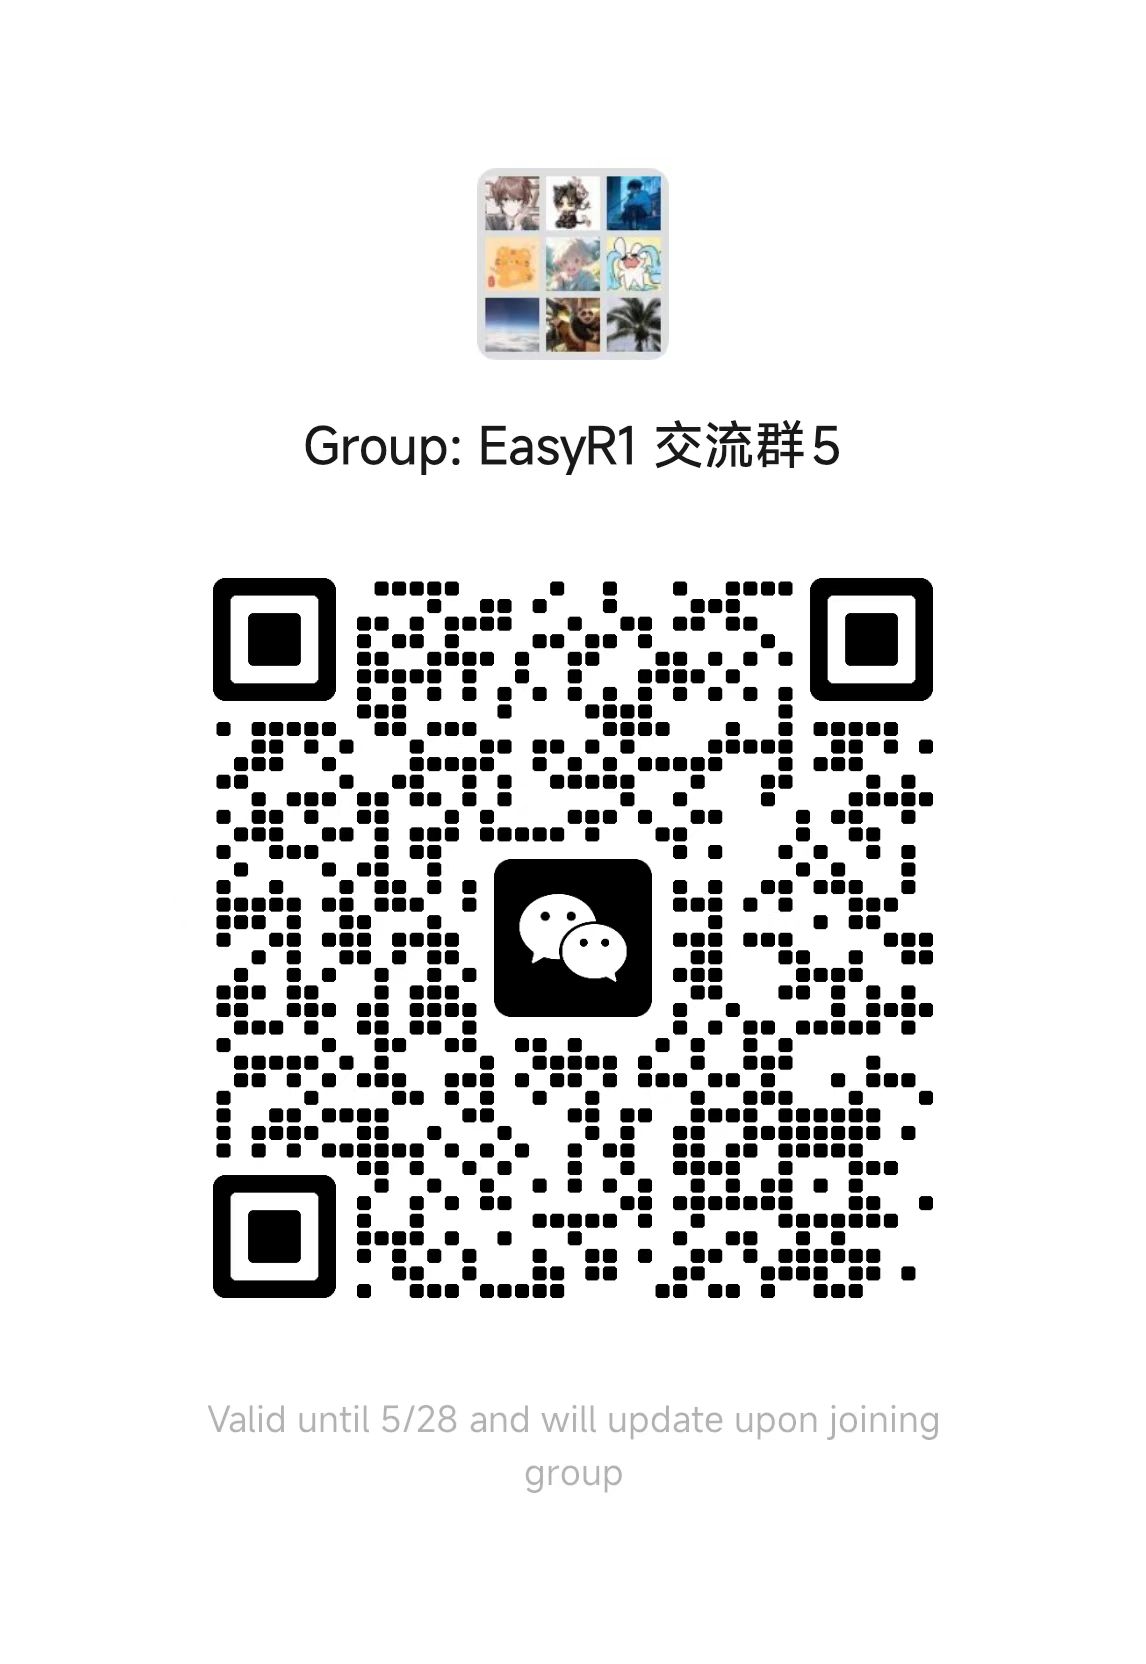 Group: EasyR1 交流群5
Valid until 5/28 and will update upon joining
group